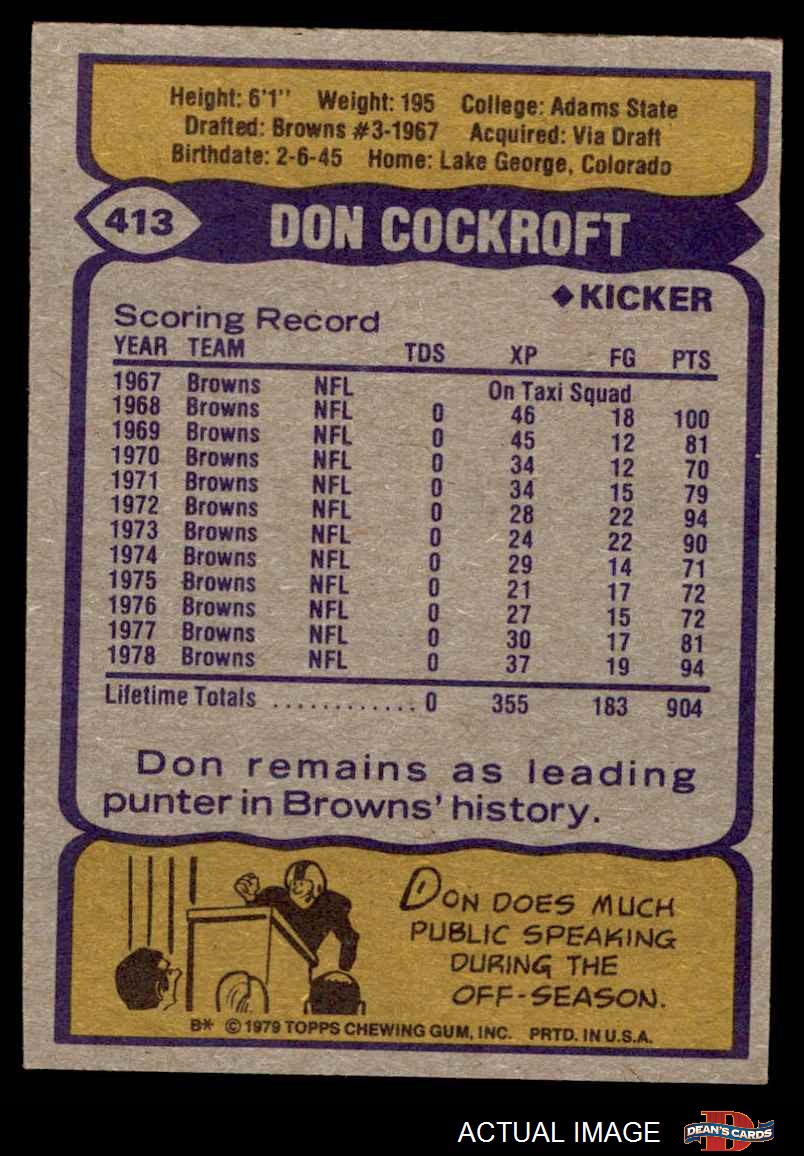 Height: 6'1" Weight: 195 College: Adams State
Drafted: Browns #3-1967 Acquired: Via Draft
Birthdate: 2-6-45 Home: Lake George, Colorado
413 DON COCKROFT
◆KICKER
Scoring Record
YEAR TEAM TDS XP FG PTS
1967 Browns NFL On Taxi Squad
1968 Browns NFL 0 46 18 100
1969 Browns NFL 0 45 12 81
1970 Browns NFL 0 34 12 70
1971 Browns NFL 0 34 15 79
1972 Browns NFL 0 28 22 94
1973 Browns NFL 0 24 22 90
1974 Browns NFL 0 29 14 71
1975 Browns NFL 0 21 17 72
1976 Browns NFL 0 27 15 72
1977 Browns NFL 0 30 17 81
1978 Browns NFL 0 37 19 94
Lifetime Totals ............ 0 355 183 904
Don remains as leading
punter in Browns' history.
DON DOES MUCH
PUBLIC SPEAKING
DURING THE
OFF-SEASON.
B* © 1979 TOPPS CHEWING GUM, INC. PRTD. IN U.S.A.
ACTUAL IMAGE
D
DEAN'S CARDS